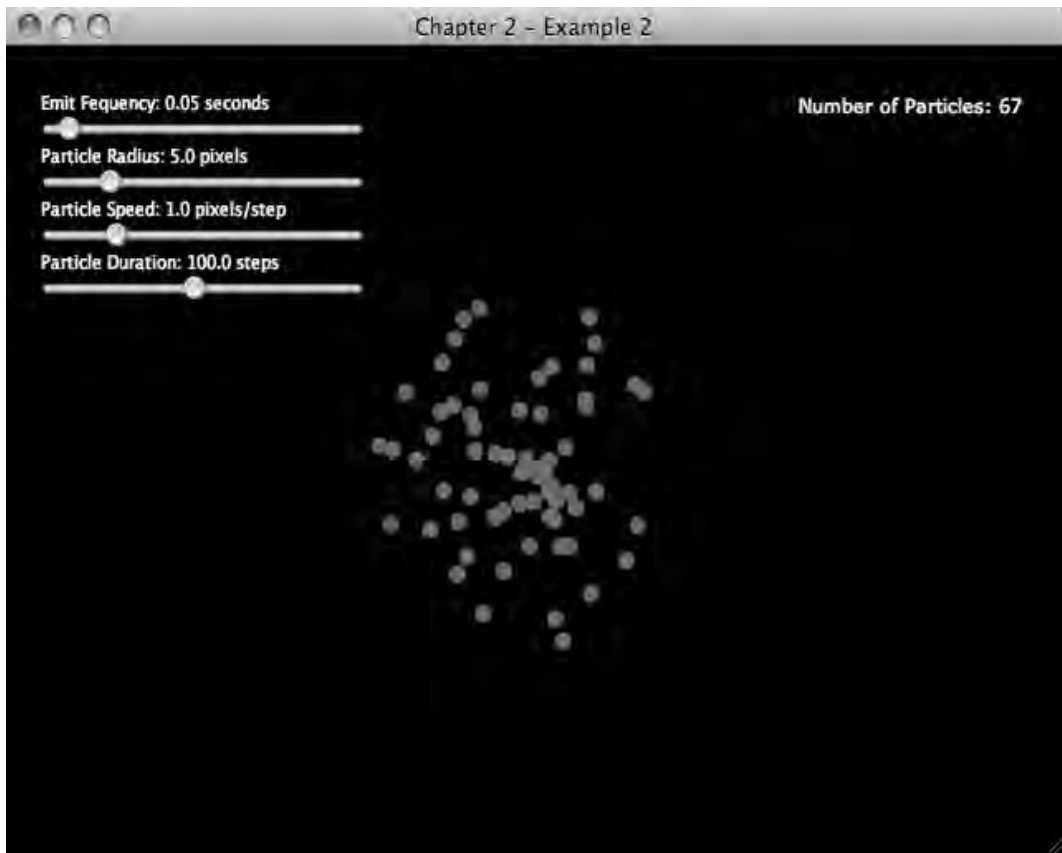 Chapter 2 - Example 2
Emit Fequency: 0.05 seconds
Number of Particles: 67
Particle Radius: 5.0 pixels
Particle Speed: 1.0 pixels/step
Particle Duration: 100.0 steps